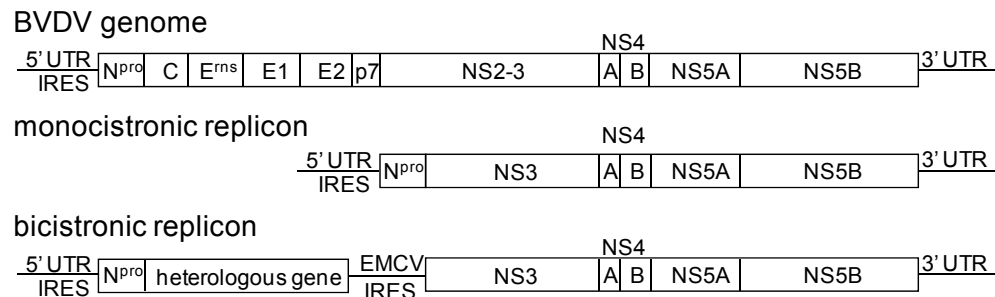 BVDV genome
NS4
5' UTR Npro C Erns E1 E2 p7 NS2-3 A B NS5A NS5B 3' UTR
IRES
monocistronic replicon
NS4
5' UTR Npro NS3 A B NS5A NS5B 3' UTR
IRES
bicistronic replicon
NS4
5' UTR Npro heterologous gene EMCV NS3 A B NS5A NS5B 3' UTR
IRES IRES